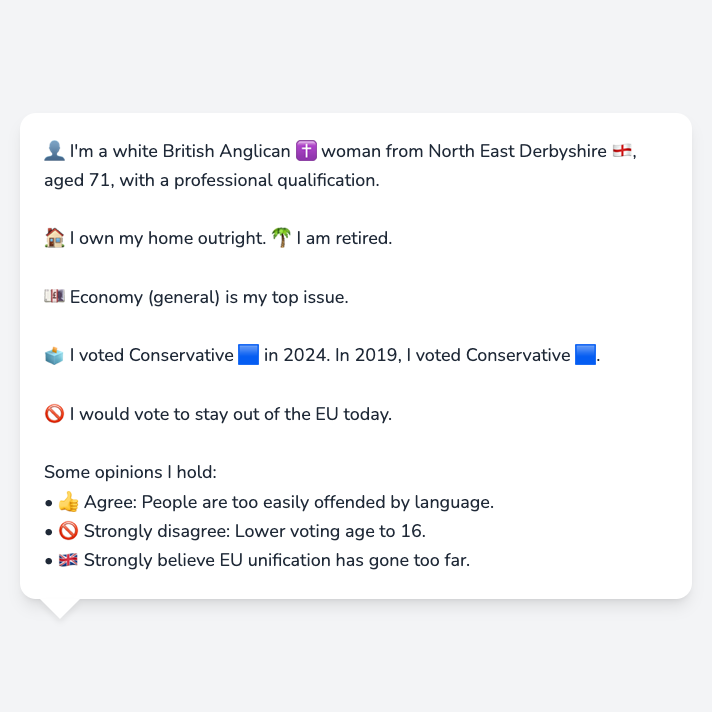 👤 I'm a white British Anglican ✝️ woman from North East Derbyshire 🏴󠁧󠁢󠁥󠁮󠁧󠁿,
aged 71, with a professional qualification.
🏠 I own my home outright. 🌴 I am retired.
💷 Economy (general) is my top issue.
🗳️ I voted Conservative 🟦 in 2024. In 2019, I voted Conservative 🟦.
🚫 I would vote to stay out of the EU today.
Some opinions I hold:
• 👍 Agree: People are too easily offended by language.
• 🚫 Strongly disagree: Lower voting age to 16.
• 🇬🇧 Strongly believe EU unification has gone too far.